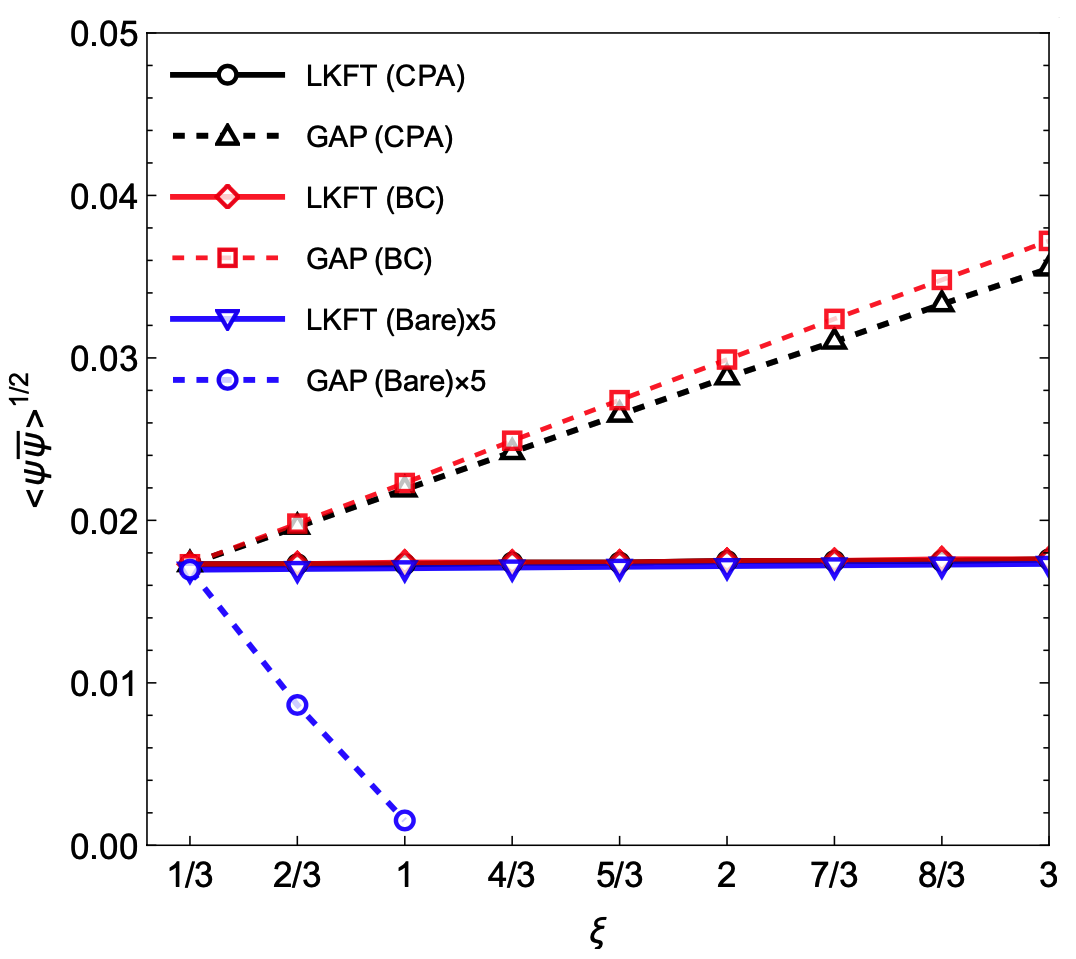 0.05
0.04
0.03
0.02
0.01
0.00
<ψψ̅>^1/2
LKFT (CPA)
GAP (CPA)
LKFT (BC)
GAP (BC)
LKFT (Bare)x5
GAP (Bare)×5
1/3 2/3 1 4/3 5/3 2 7/3 8/3 3
ξ